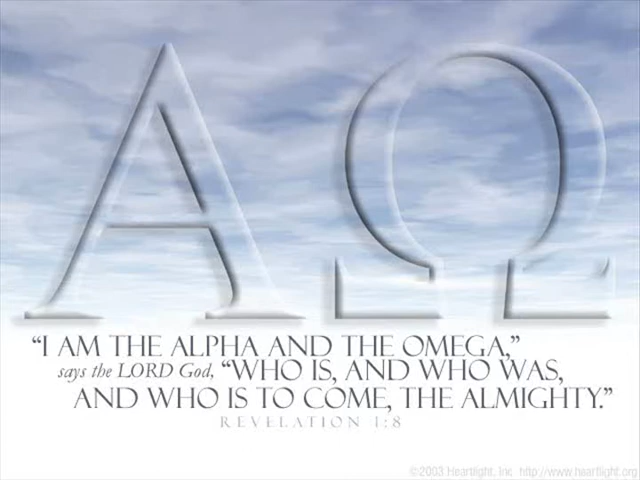 ΑΩ
“I AM THE ALPHA AND THE OMEGA,”
says the LORD God, “WHO IS, AND WHO WAS,
AND WHO IS TO COME, THE ALMIGHTY.”
REVELATION 1:8
©2003 Heartlight, Inc http://www.heartlight.org